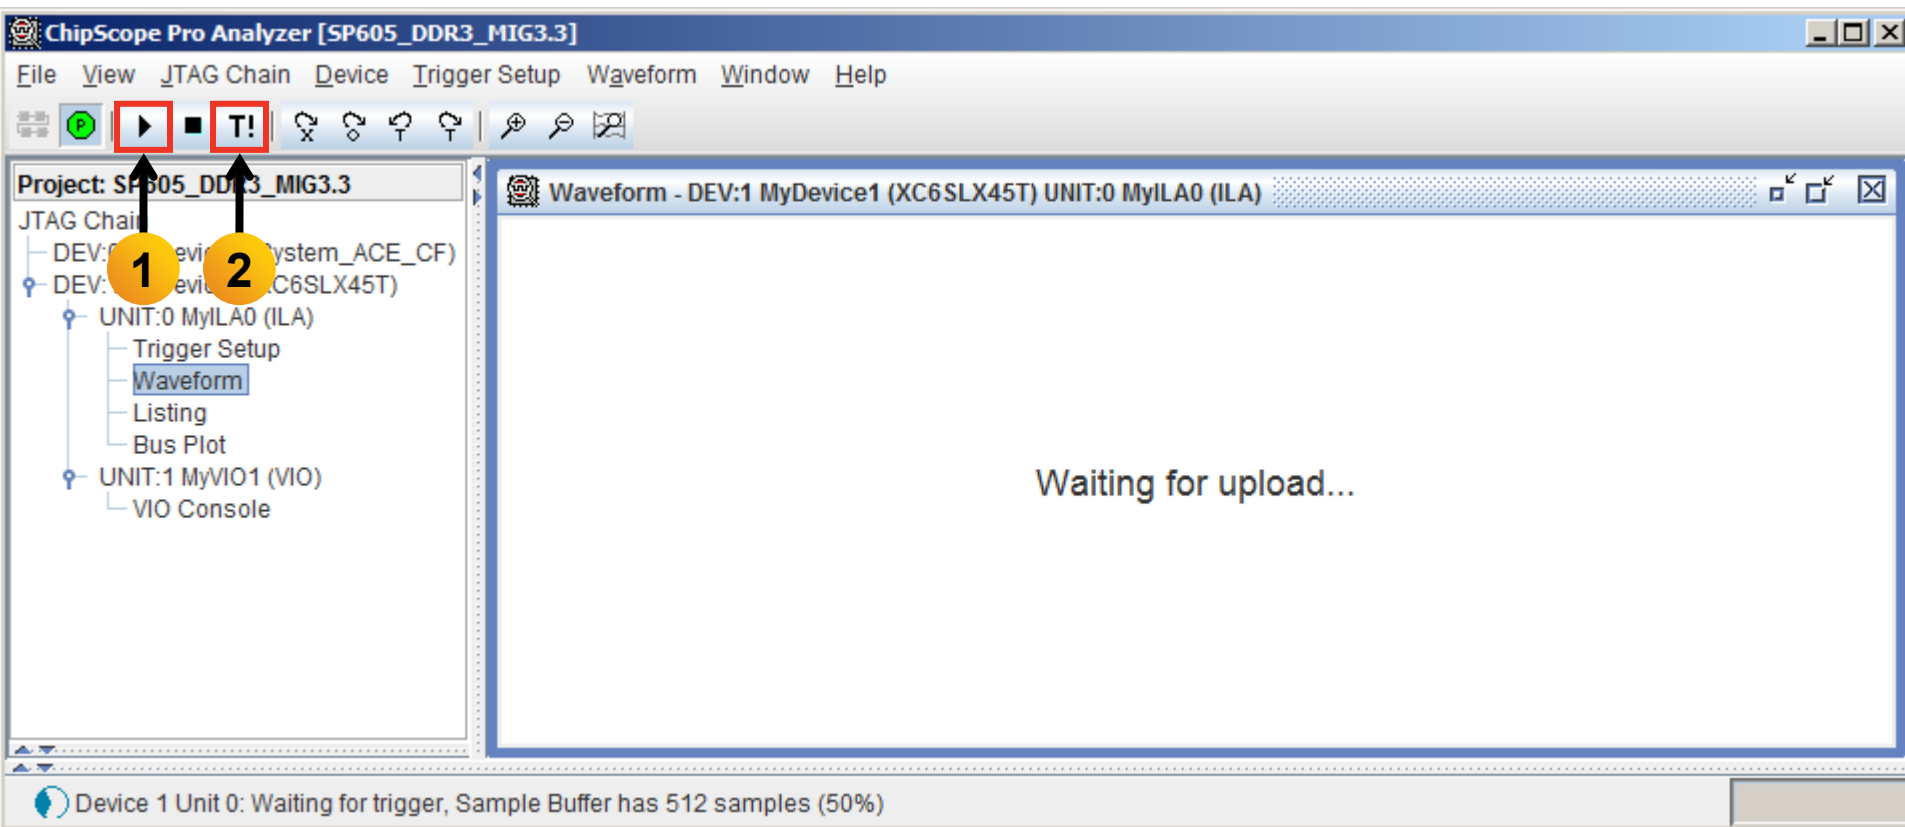 ChipScope Pro Analyzer [SP605_DDR3_MIG3.3]
File View JTAG Chain Device Trigger Setup Waveform Window Help
P T! X T T
Project: SP605_DDR3_MIG3.3
Waveform - DEV:1 MyDevice1 (XC6SLX45T) UNIT:0 MyILA0 (ILA)
JTAG Chain
DEV: System_ACE_CF)
1 2
DEV: XC6SLX45T)
UNIT:0 MyILA0 (ILA)
Trigger Setup
Waveform
Listing
Bus Plot
UNIT:1 MyVIO1 (VIO)
VIO Console
Waiting for upload...
Device 1 Unit 0: Waiting for trigger, Sample Buffer has 512 samples (50%)